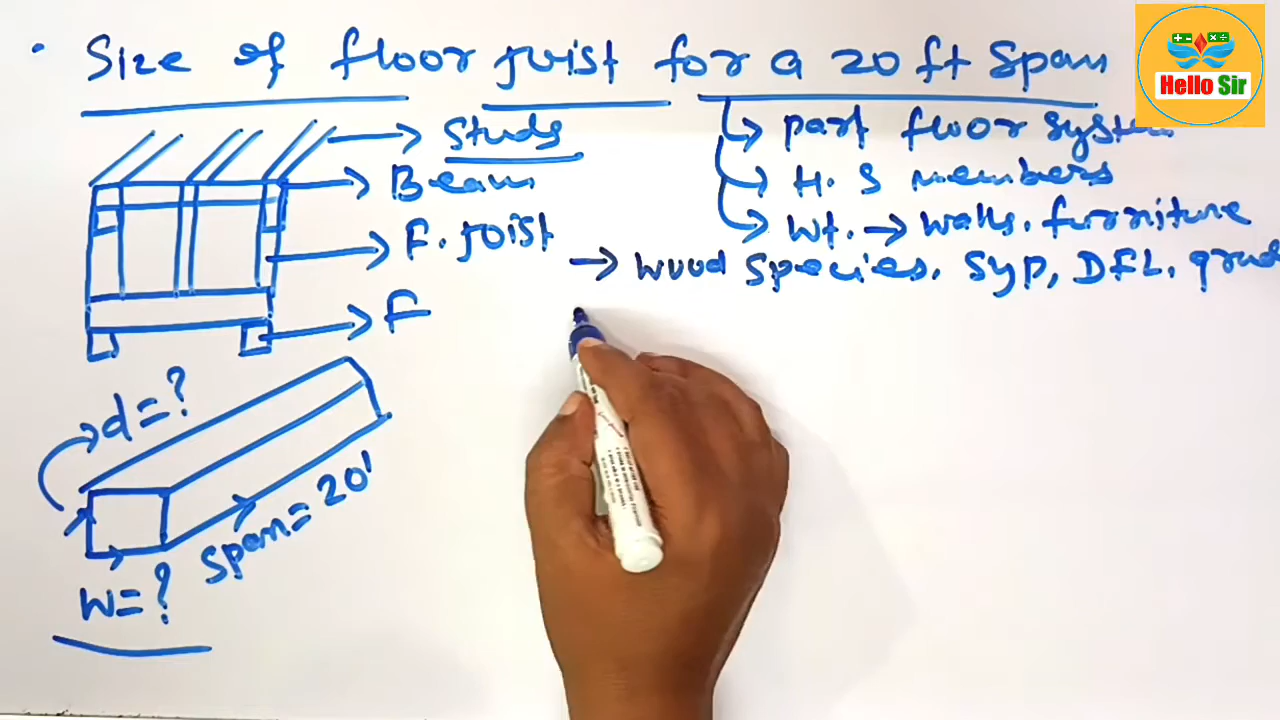 Size of floor joist for a 20 ft Span
Hello Sir
Studs
Beam
F. joist
F
part floor system
H. S members
Wt. → Walls. furniture
→ Wood Species. Syp, DFL. grad
d=?
Span = 20'
W=?